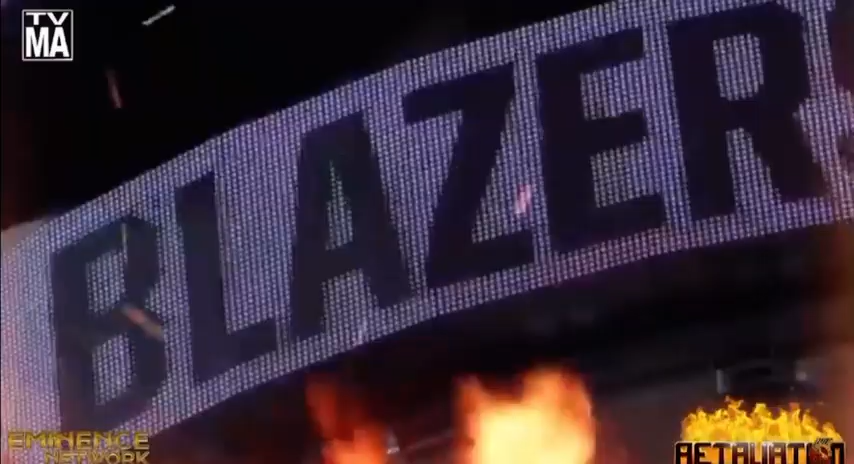 TV
MA
BLAZER
EMINENCE
NETWORK
RETALIATION